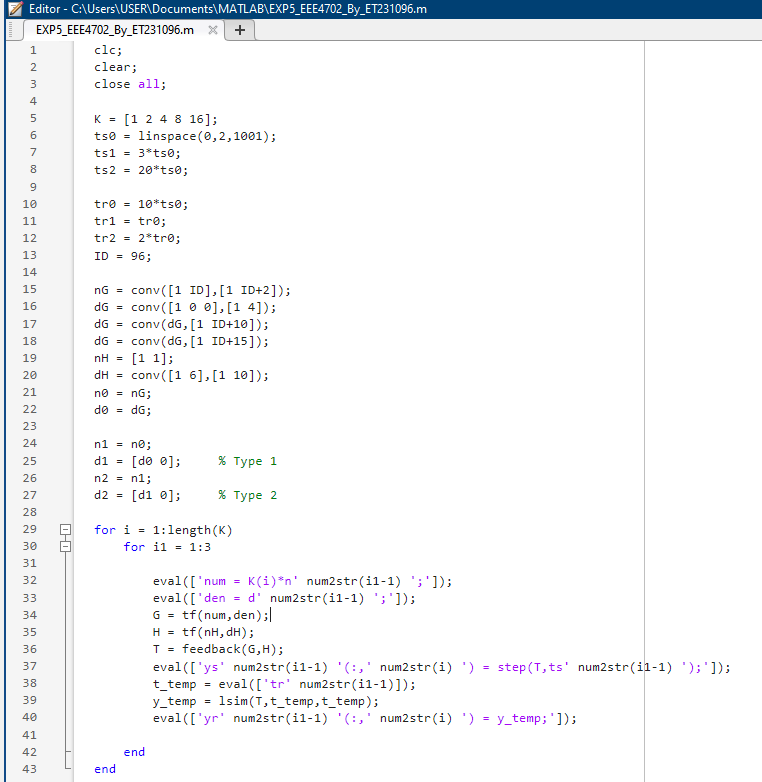 Editor - C:\Users\USER\Documents\MATLAB\EXP5_EEE4702_By_ET231096.m
EXP5_EEE4702_By_ET231096.m × +
1 clc;
2 clear;
3 close all;
4
5 K = [1 2 4 8 16];
6 ts0 = linspace(0,2,1001);
7 ts1 = 3*ts0;
8 ts2 = 20*ts0;
9
10 tr0 = 10*ts0;
11 tr1 = tr0;
12 tr2 = 2*tr0;
13 ID = 96;
14
15 nG = conv([1 ID],[1 ID+2]);
16 dG = conv([1 0 0],[1 4]);
17 dG = conv(dG,[1 ID+10]);
18 dG = conv(dG,[1 ID+15]);
19 nH = [1 1];
20 dH = conv([1 6],[1 10]);
21 n0 = nG;
22 d0 = dG;
23
24 n1 = n0;
25 d1 = [d0 0];     % Type 1
26 n2 = n1;
27 d2 = [d1 0];     % Type 2
28
29 for i = 1:length(K)
30     for i1 = 1:3
31
32         eval(['num = K(i)*n' num2str(i1-1) ';']);
33         eval(['den = d' num2str(i1-1) ';']);
34         G = tf(num,den);
35         H = tf(nH,dH);
36         T = feedback(G,H);
37         eval(['ys' num2str(i1-1) '(:,' num2str(i) ') = step(T,ts' num2str(i1-1) ');']);
38         t_temp = eval(['tr' num2str(i1-1)]);
39         y_temp = lsim(T,t_temp,t_temp);
40         eval(['yr' num2str(i1-1) '(:,' num2str(i) ') = y_temp;']);
41
42     end
43 end